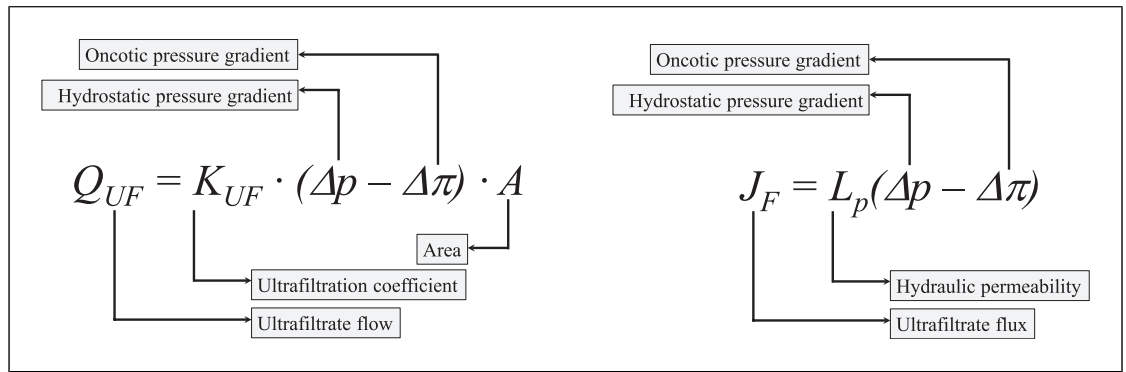 Oncotic pressure gradient
Hydrostatic pressure gradient
Q_UF = K_UF · (Δp − Δπ) · A
Area
Ultrafiltration coefficient
Ultrafiltrate flow
Oncotic pressure gradient
Hydrostatic pressure gradient
J_F = L_p(Δp − Δπ)
Hydraulic permeability
Ultrafiltrate flux